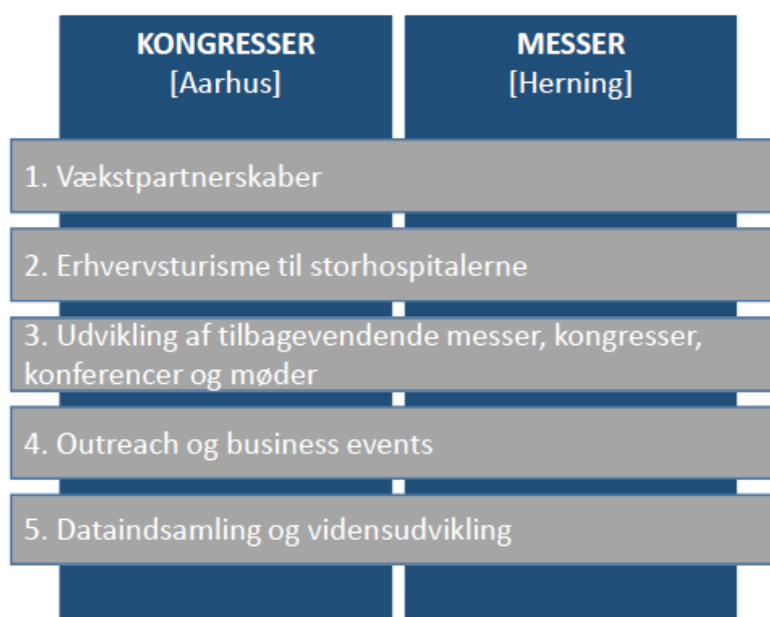 KONGRESSER
[Aarhus]
MESSER
[Herning]
1. Vækstpartnerskaber
2. Erhvervsturisme til storhospitalerne
3. Udvikling af tilbagevendende messer, kongresser,
konferencer og møder
4. Outreach og business events
5. Dataindsamling og vidensudvikling